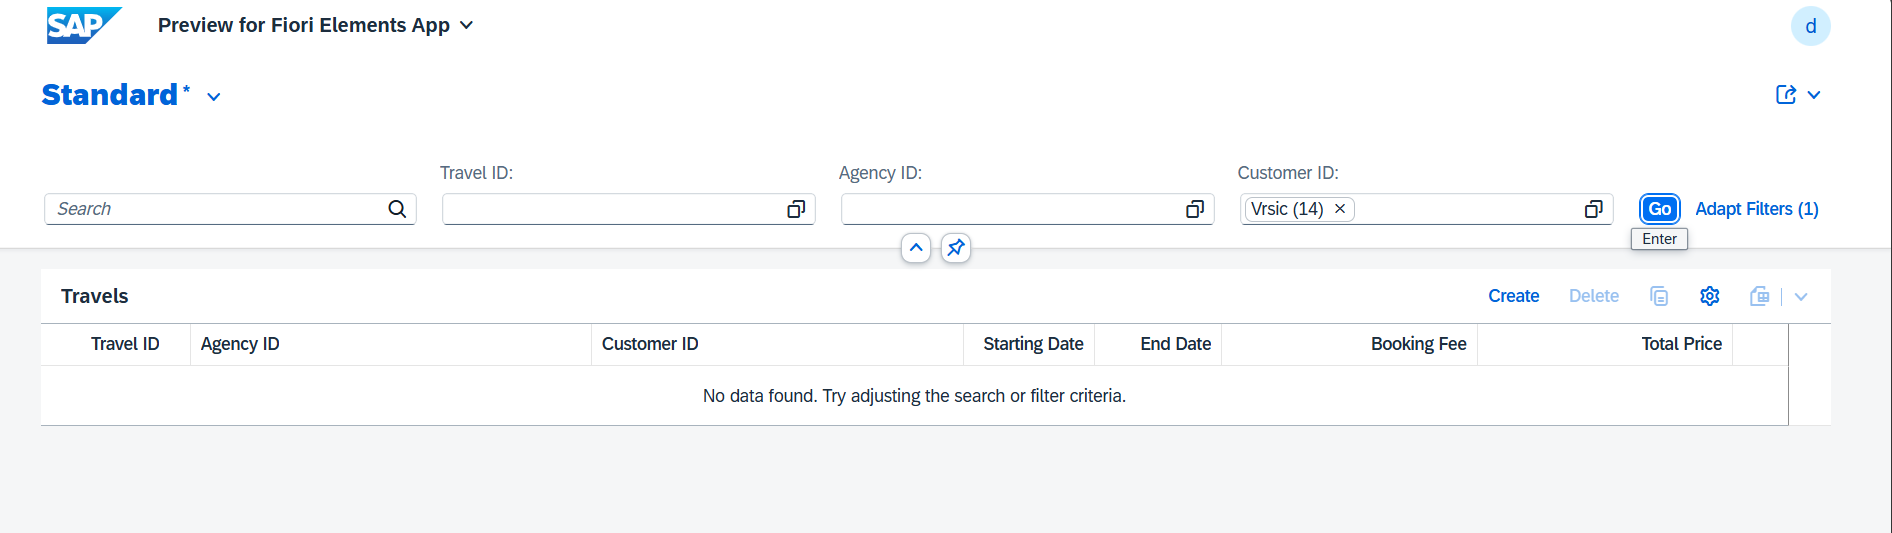 SAP Preview for Fiori Elements App d
Standard *
Travel ID: Agency ID: Customer ID:
Search Vrsic (14) Go Adapt Filters (1)
Enter
Travels Create Delete
Travel ID Agency ID Customer ID Starting Date End Date Booking Fee Total Price
No data found. Try adjusting the search or filter criteria.